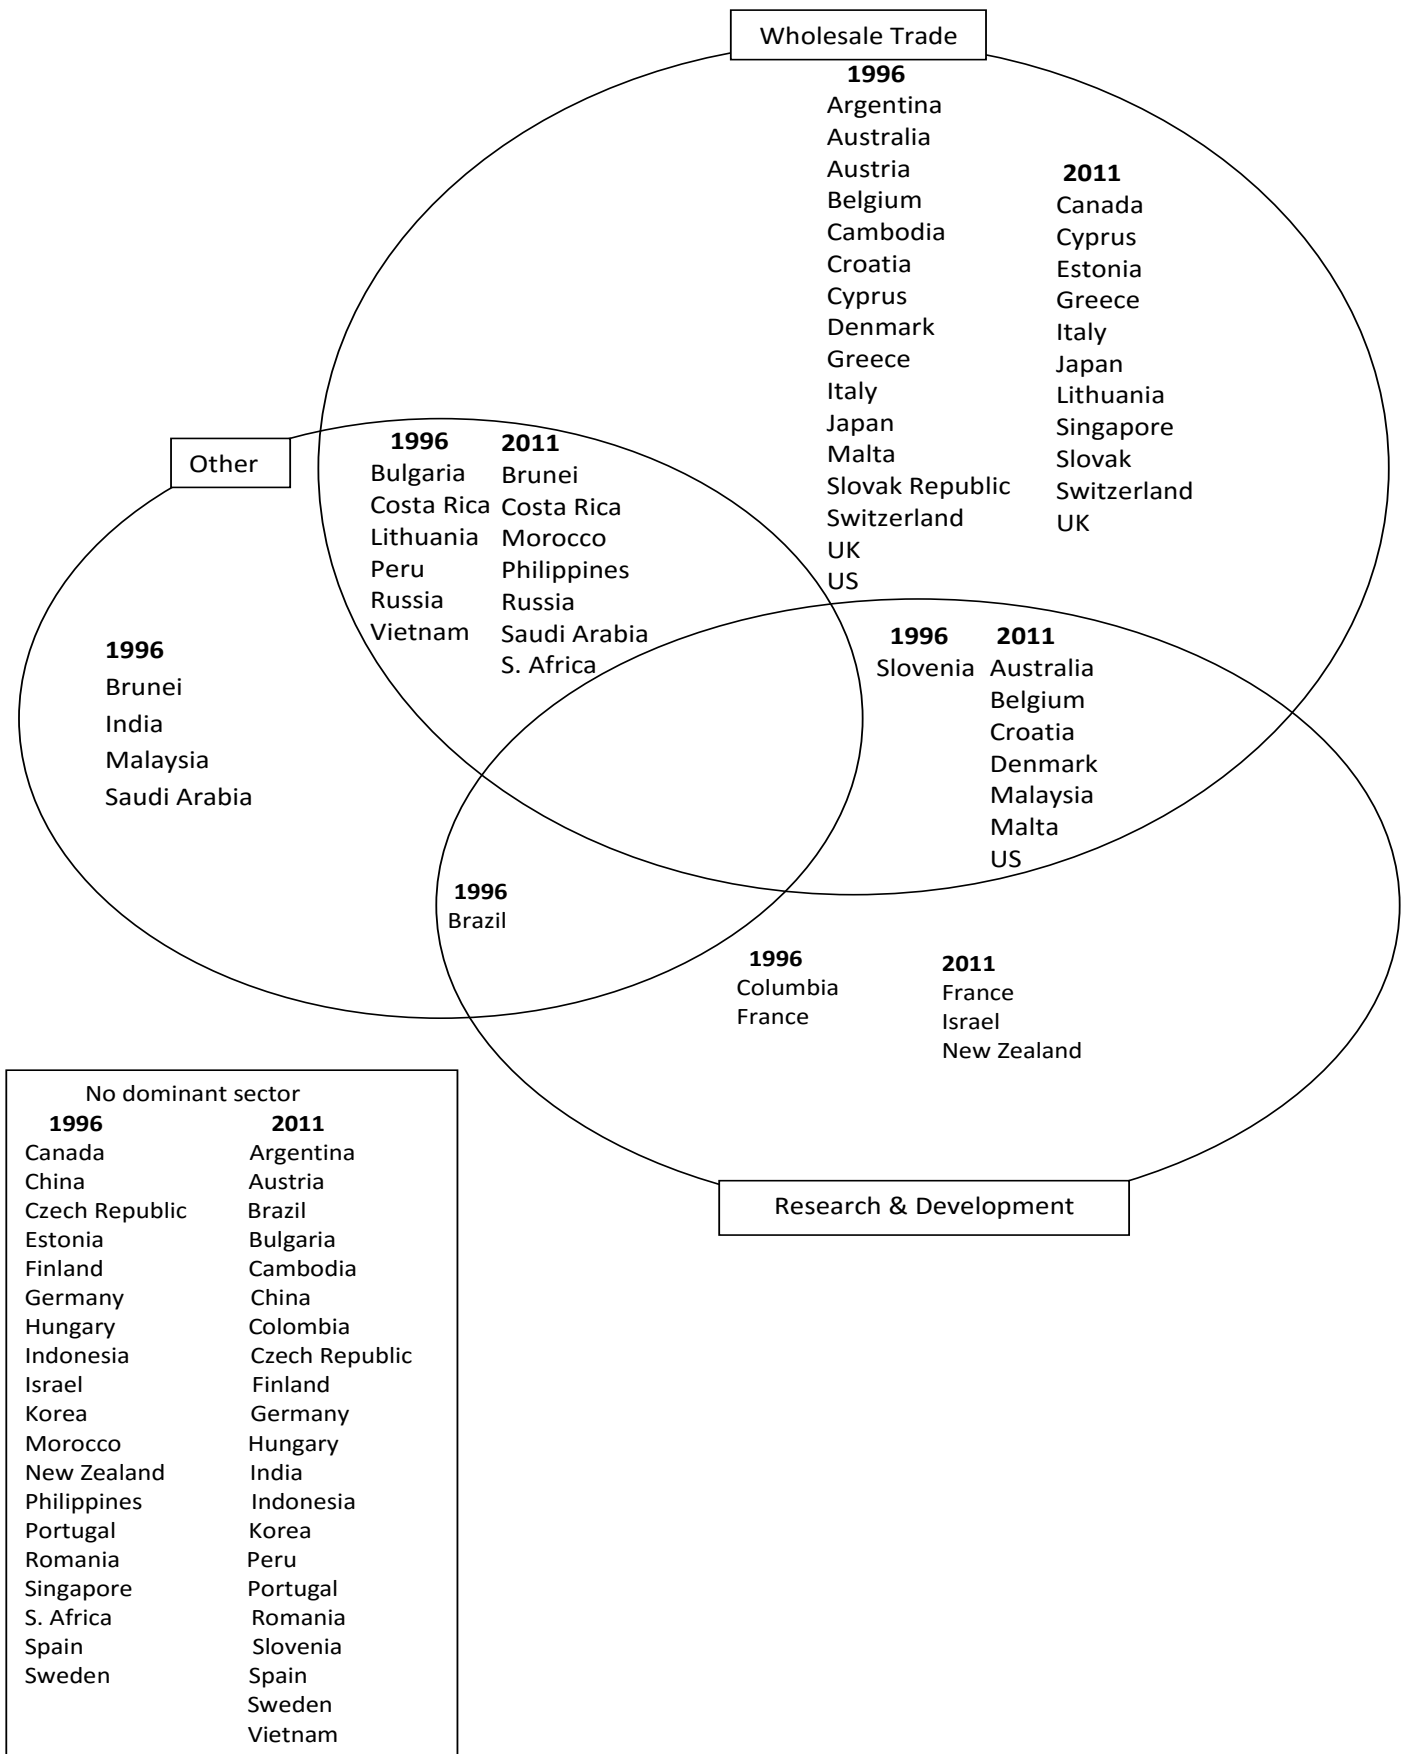 Wholesale Trade
1996
Argentina
Australia
Austria
Belgium
Cambodia
Croatia
Cyprus
Denmark
Greece
Italy
Japan
Malta
Slovak Republic
Switzerland
UK
US
2011
Canada
Cyprus
Estonia
Greece
Italy
Japan
Lithuania
Singapore
Slovak
Switzerland
UK
Other
1996
Bulgaria
Costa Rica
Lithuania
Peru
Russia
Vietnam
2011
Brunei
Costa Rica
Morocco
Philippines
Russia
Saudi Arabia
S. Africa
1996
Brunei
India
Malaysia
Saudi Arabia
1996
Slovenia
2011
Australia
Belgium
Croatia
Denmark
Malaysia
Malta
US
1996
Brazil
1996
Columbia
France
2011
France
Israel
New Zealand
Research & Development
No dominant sector
1996
Canada
China
Czech Republic
Estonia
Finland
Germany
Hungary
Indonesia
Israel
Korea
Morocco
New Zealand
Philippines
Portugal
Romania
Singapore
S. Africa
Spain
Sweden
2011
Argentina
Austria
Brazil
Bulgaria
Cambodia
China
Colombia
Czech Republic
Finland
Germany
Hungary
India
Indonesia
Korea
Peru
Portugal
Romania
Slovenia
Spain
Sweden
Vietnam